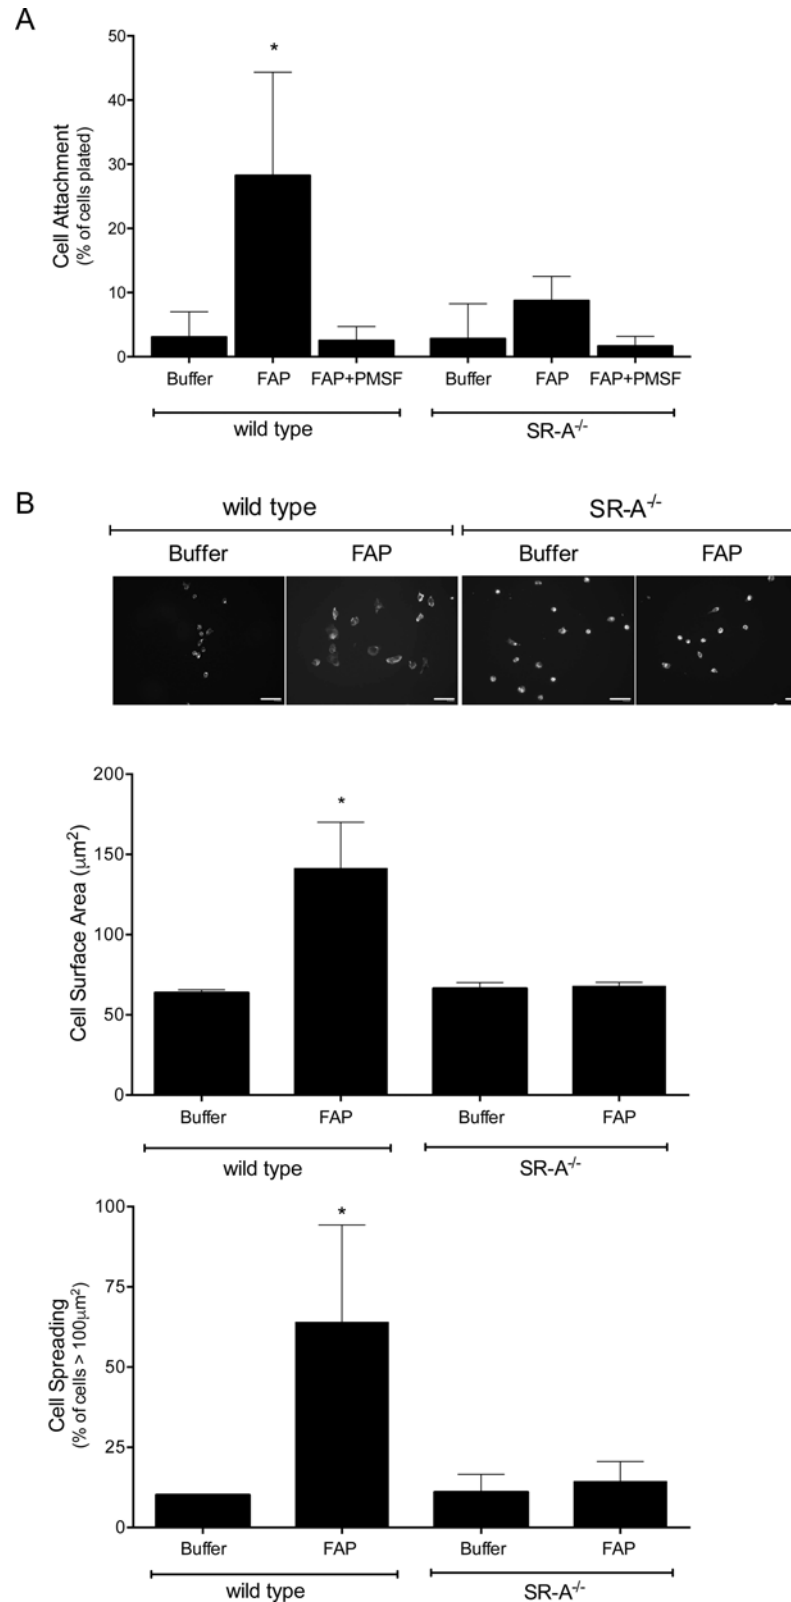 A
50
40
30
20
10
0
Cell Attachment
(% of cells plated)
*
Buffer FAP FAP+PMSF Buffer FAP FAP+PMSF
wild type SR-A-/-
B
wild type SR-A-/-
Buffer FAP Buffer FAP
200
150
100
50
0
Cell Surface Area (μm2)
*
Buffer FAP Buffer FAP
wild type SR-A-/-
100
75
50
25
0
Cell Spreading
(% of cells > 100μm2)
*
Buffer FAP Buffer FAP
wild type SR-A-/-